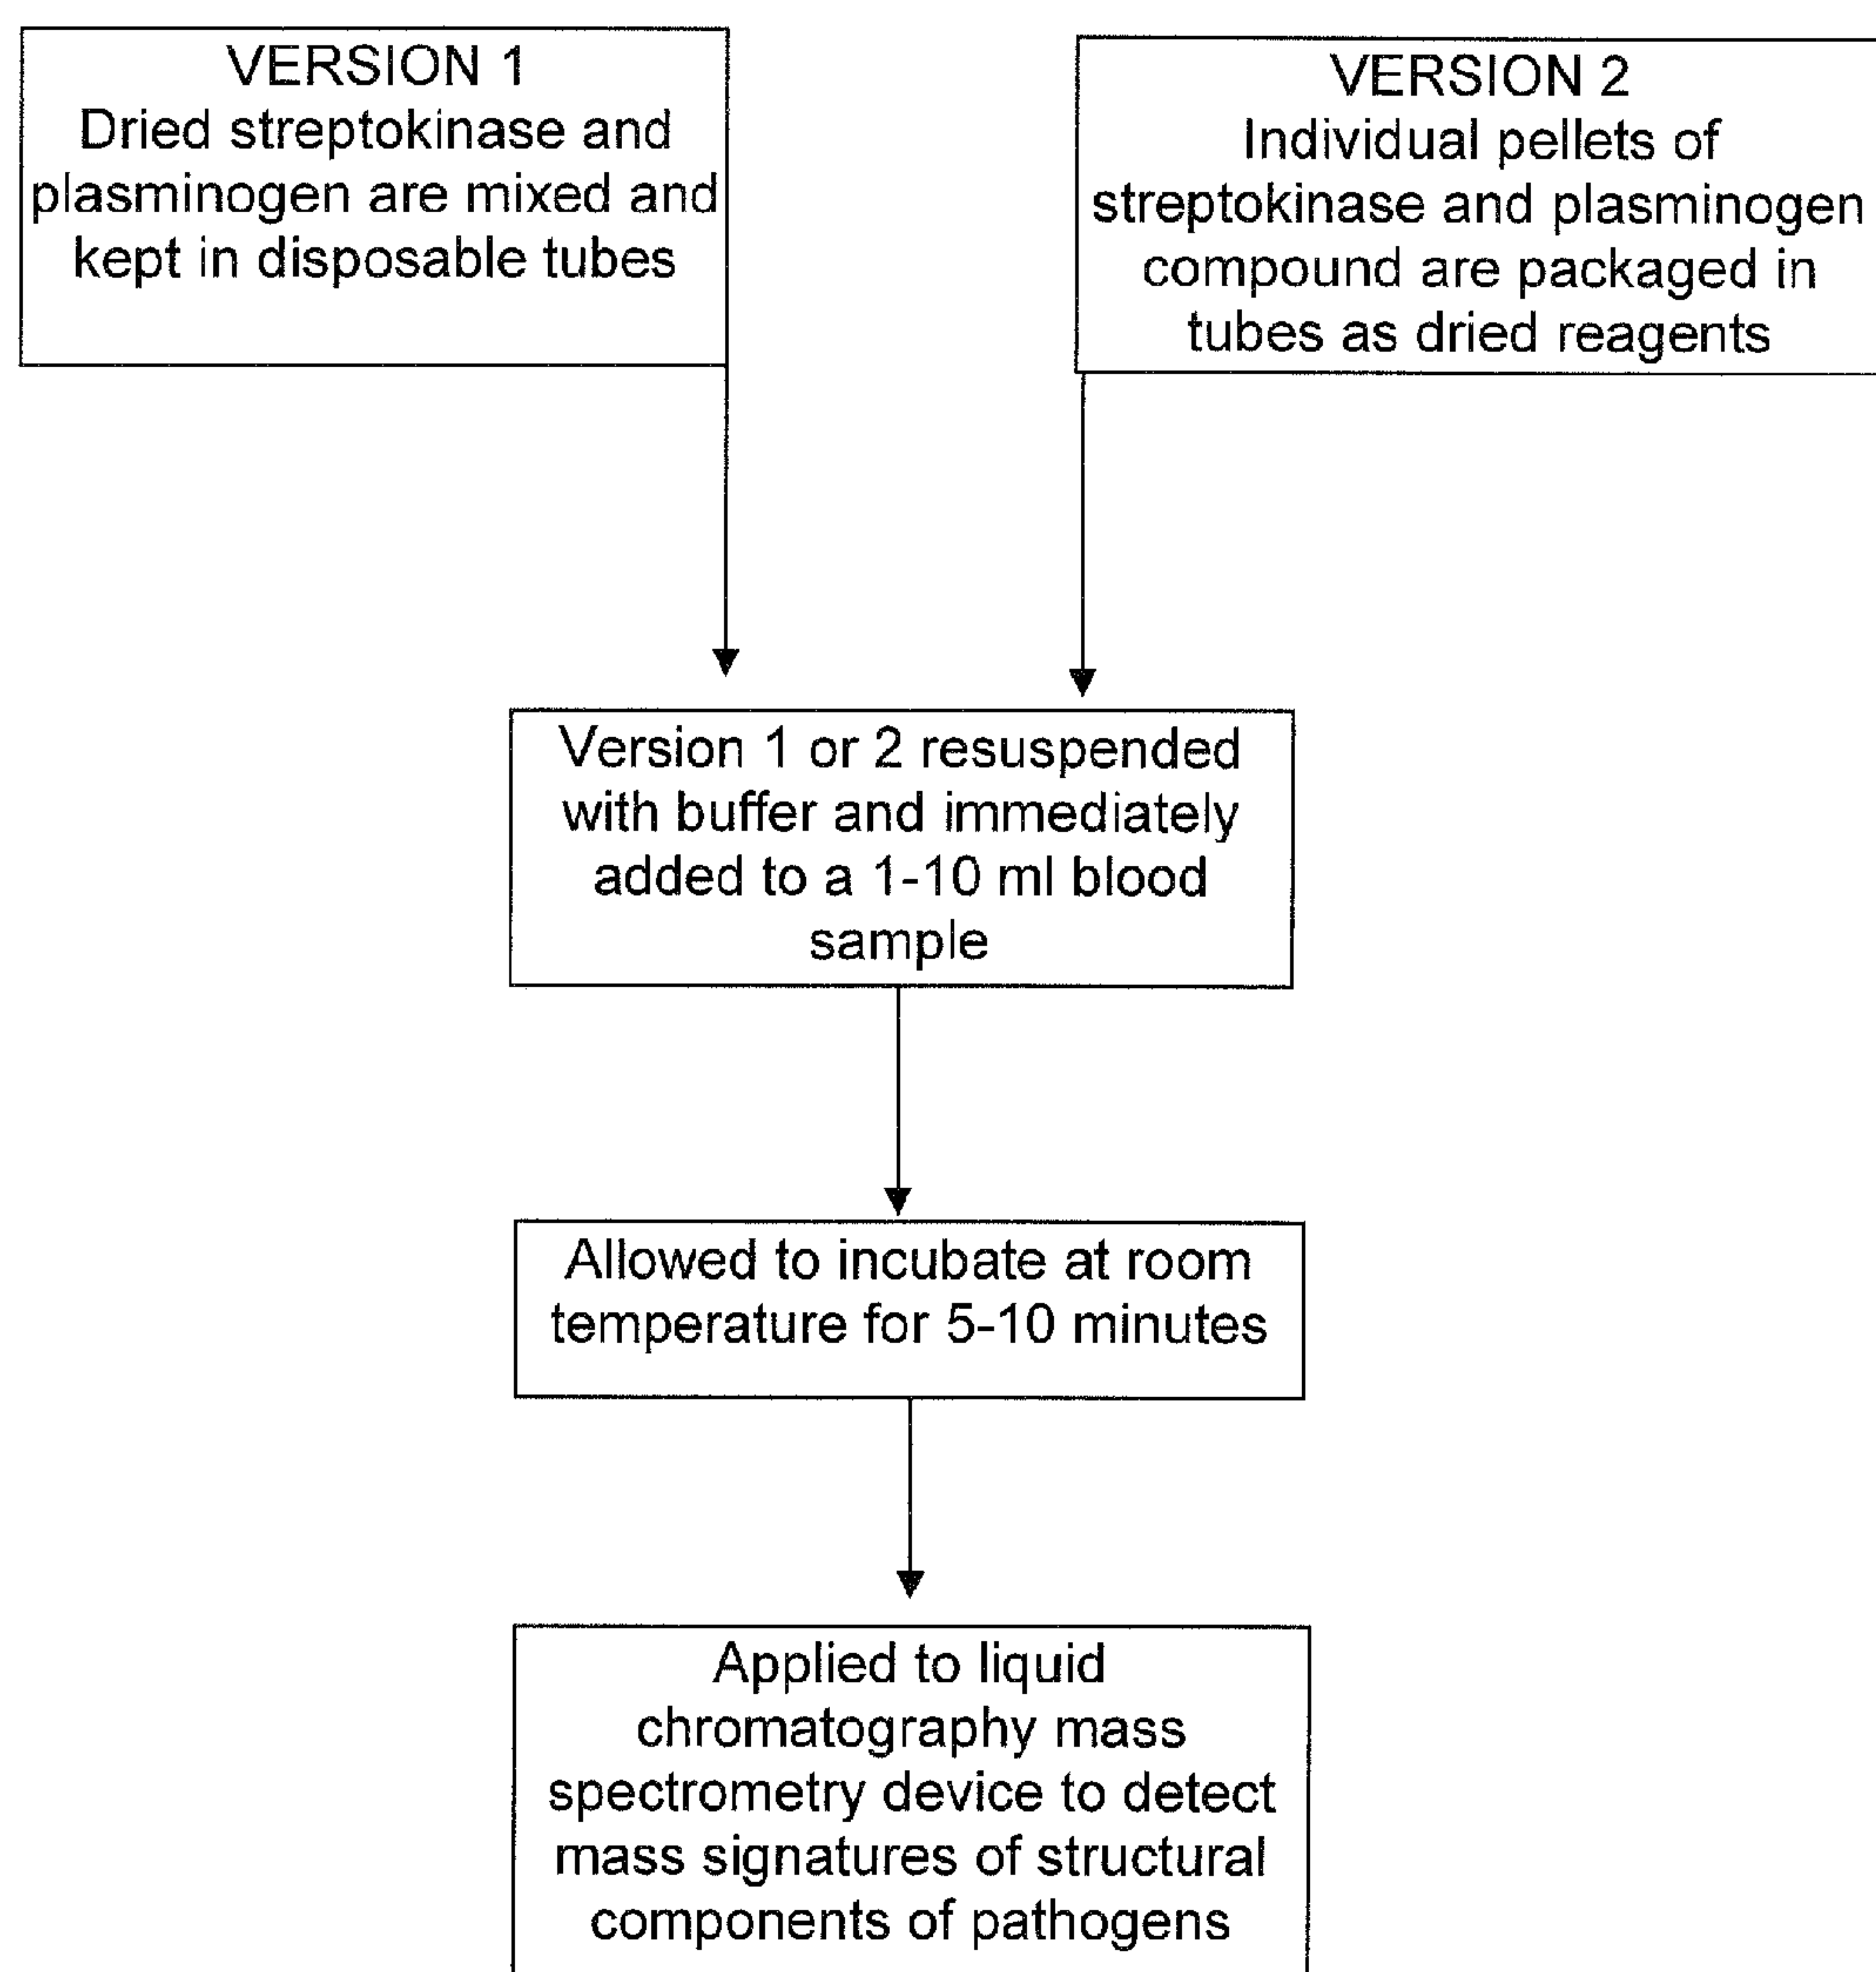 VERSION 1
Dried streptokinase and
plasminogen are mixed and
kept in disposable tubes
VERSION 2
Individual pellets of
streptokinase and plasminogen
compound are packaged in
tubes as dried reagents
Version 1 or 2 resuspended
with buffer and immediately
added to a 1-10 ml blood
sample
Allowed to incubate at room
temperature for 5-10 minutes
Applied to liquid
chromatography mass
spectrometry device to detect
mass signatures of structural
components of pathogens